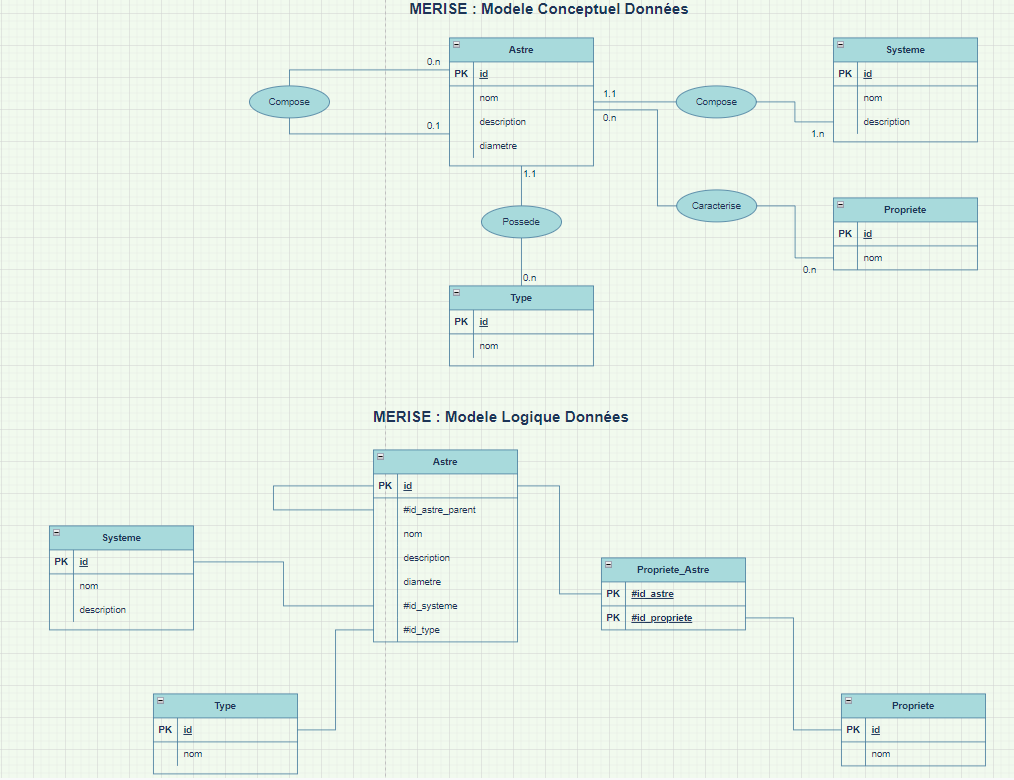 MERISE : Modele Conceptuel Données
Astre
PK id
nom
description
diametre
Systeme
PK id
nom
description
Compose
0.n
0.1
1.1
0.n
Compose
1.n
Caracterise
0.n
Propriete
PK id
nom
1.1
Possede
0.n
Type
PK id
nom
MERISE : Modele Logique Données
Astre
PK id
#id_astre_parent
nom
description
diametre
#id_systeme
#id_type
Systeme
PK id
nom
description
Propriete_Astre
PK #id_astre
PK #id_propriete
Type
PK id
nom
Propriete
PK id
nom